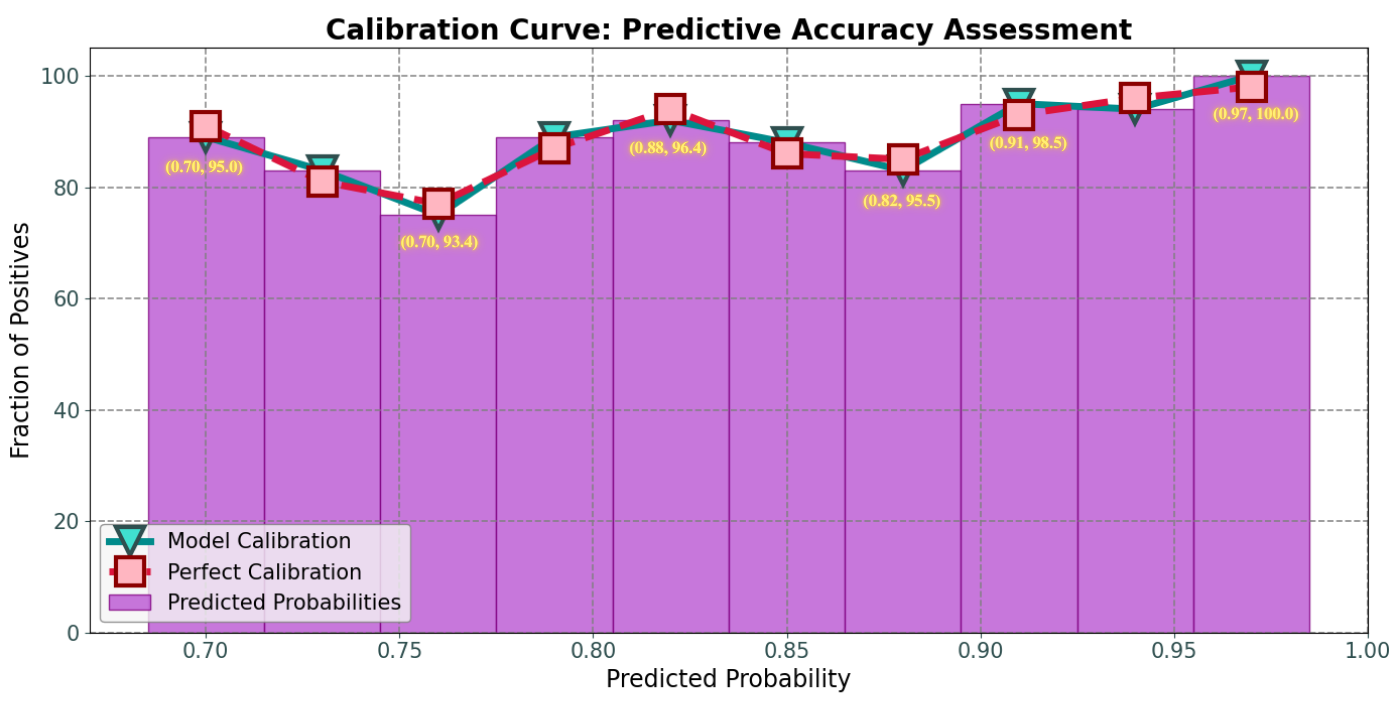 Calibration Curve: Predictive Accuracy Assessment
Fraction of Positives
100
80
60
40
20
0
(0.70, 95.0)
(0.70, 93.4)
(0.88, 96.4)
(0.82, 95.5)
(0.91, 98.5)
(0.97, 100.0)
Model Calibration
Perfect Calibration
Predicted Probabilities
0.70 0.75 0.80 0.85 0.90 0.95 1.00
Predicted Probability